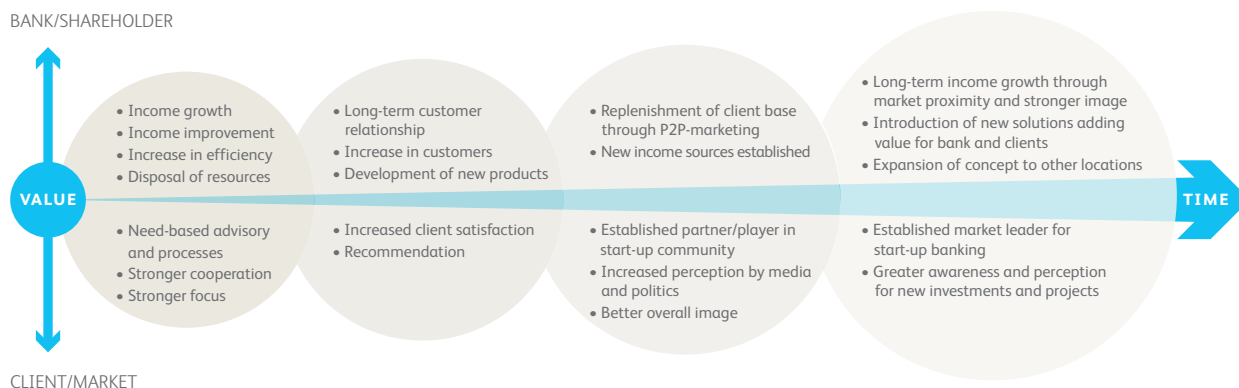 BANK/SHAREHOLDER
• Income growth
• Income improvement
• Increase in efficiency
• Disposal of resources
• Long-term customer
relationship
• Increase in customers
• Development of new products
• Replenishment of client base
through P2P-marketing
• New income sources established
• Long-term income growth through
market proximity and stronger image
• Introduction of new solutions adding
value for bank and clients
• Expansion of concept to other locations
VALUE
TIME
• Need-based advisory
and processes
• Stronger cooperation
• Stronger focus
• Increased client satisfaction
• Recommendation
• Established partner/player in
start-up community
• Increased perception by media
and politics
• Better overall image
• Established market leader for
start-up banking
• Greater awareness and perception
for new investments and projects
CLIENT/MARKET